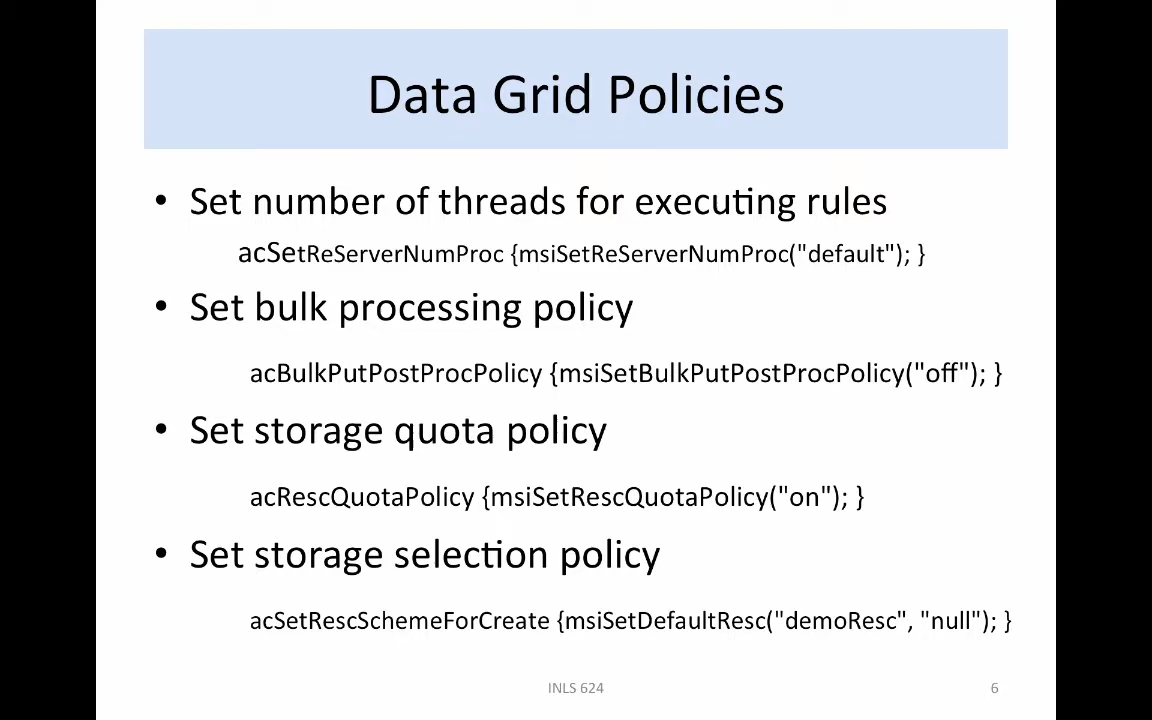 Data Grid Policies
• Set number of threads for executing rules
acSetReServerNumProc {msiSetReServerNumProc("default"); }
• Set bulk processing policy
acBulkPutPostProcPolicy {msiSetBulkPutPostProcPolicy("off"); }
• Set storage quota policy
acRescQuotaPolicy {msiSetRescQuotaPolicy("on"); }
• Set storage selection policy
acSetRescSchemeForCreate {msiSetDefaultResc("demoResc", "null"); }
INLS 624
6